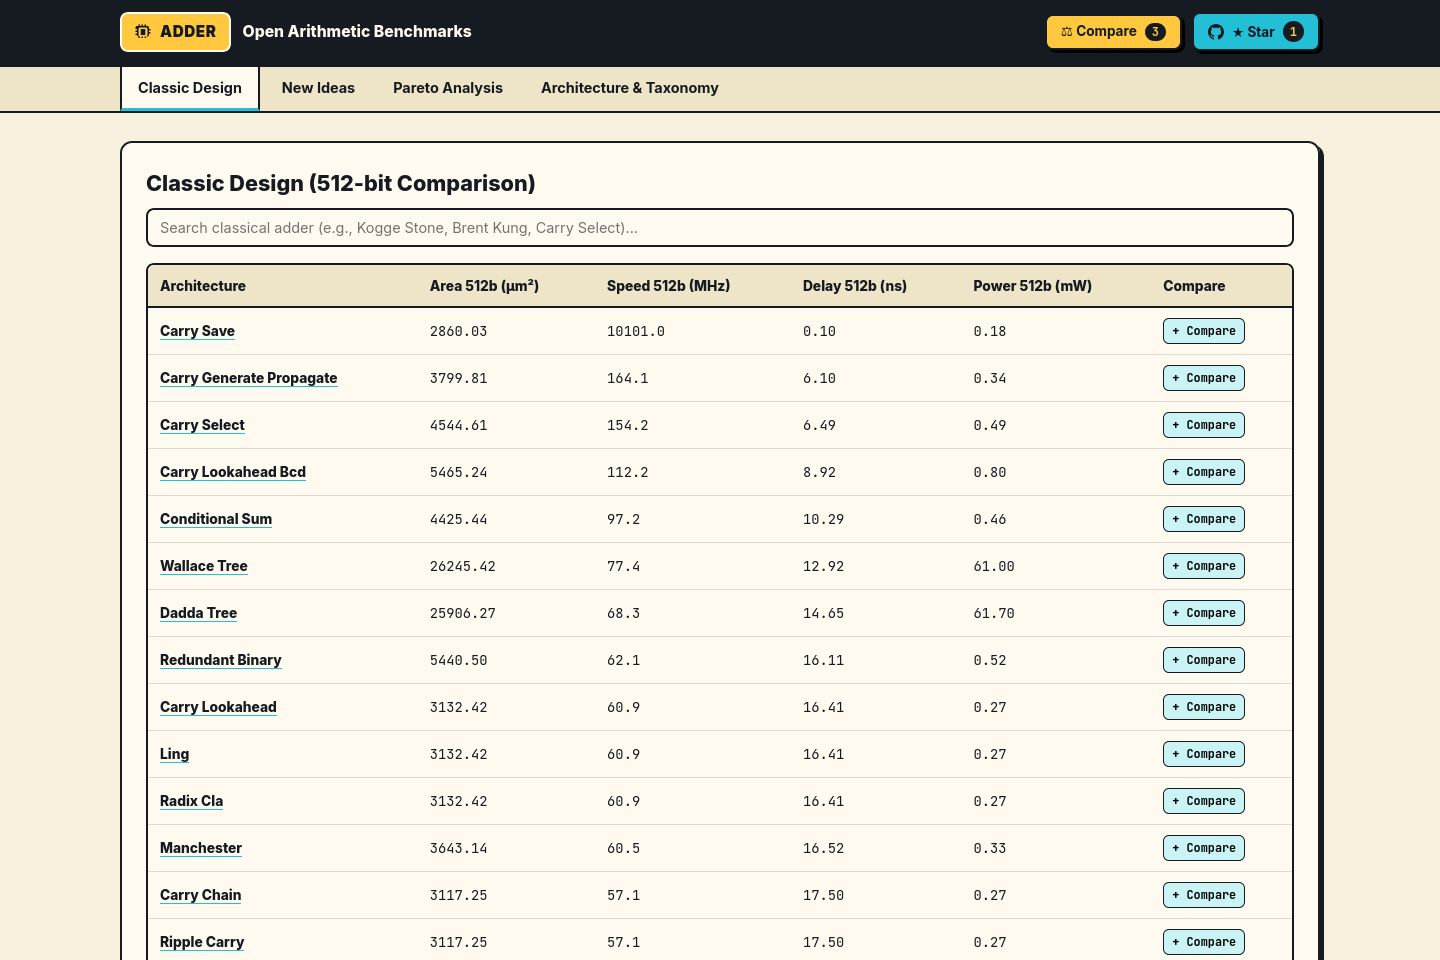 ADDER Open Arithmetic Benchmarks ⚖ Compare 3 ★ Star 1
Classic Design New Ideas Pareto Analysis Architecture & Taxonomy
Classic Design (512-bit Comparison)
Search classical adder (e.g., Kogge Stone, Brent Kung, Carry Select)...
Architecture Area 512b (µm²) Speed 512b (MHz) Delay 512b (ns) Power 512b (mW) Compare
Carry Save 2860.03 10101.0 0.10 0.18 + Compare
Carry Generate Propagate 3799.81 164.1 6.10 0.34 + Compare
Carry Select 4544.61 154.2 6.49 0.49 + Compare
Carry Lookahead Bcd 5465.24 112.2 8.92 0.80 + Compare
Conditional Sum 4425.44 97.2 10.29 0.46 + Compare
Wallace Tree 26245.42 77.4 12.92 61.00 + Compare
Dadda Tree 25906.27 68.3 14.65 61.70 + Compare
Redundant Binary 5440.50 62.1 16.11 0.52 + Compare
Carry Lookahead 3132.42 60.9 16.41 0.27 + Compare
Ling 3132.42 60.9 16.41 0.27 + Compare
Radix Cla 3132.42 60.9 16.41 0.27 + Compare
Manchester 3643.14 60.5 16.52 0.33 + Compare
Carry Chain 3117.25 57.1 17.50 0.27 + Compare
Ripple Carry 3117.25 57.1 17.50 0.27 + Compare